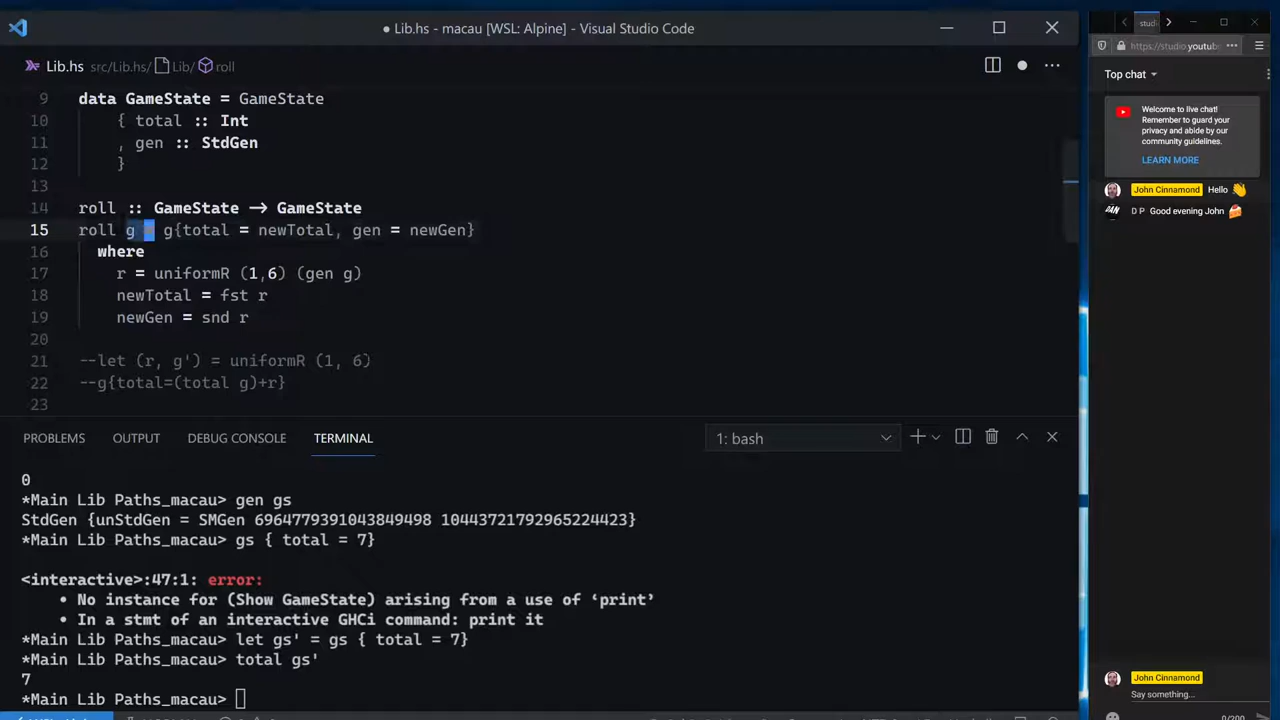 ● Lib.hs - macau [WSL: Alpine] - Visual Studio Code
Lib.hs src/Lib.hs/ Lib/ roll
9 data GameState = GameState
10 { total :: Int
11 , gen :: StdGen
12 }
13
14 roll :: GameState -> GameState
15 roll g = g{total = newTotal, gen = newGen}
16 where
17 r = uniformR (1,6) (gen g)
18 newTotal = fst r
19 newGen = snd r
20
21 --let (r, g') = uniformR (1, 6)
22 --g{total=(total g)+r}
23
PROBLEMS OUTPUT DEBUG CONSOLE TERMINAL 1: bash
0
*Main Lib Paths_macau> gen gs
StdGen {unStdGen = SMGen 6964779391043849498 10443721792965224423}
*Main Lib Paths_macau> gs { total = 7}
<interactive>:47:1: error:
• No instance for (Show GameState) arising from a use of ‘print’
• In a stmt of an interactive GHCi command: print it
*Main Lib Paths_macau> let gs' = gs { total = 7}
*Main Lib Paths_macau> total gs'
7
*Main Lib Paths_macau>
studi
https://studio.youtub
Top chat
Welcome to live chat!
Remember to guard your
privacy and abide by our
community guidelines.
LEARN MORE
John Cinnamond Hello 👋
D P Good evening John 🍰
John Cinnamond
Say something...
0/200